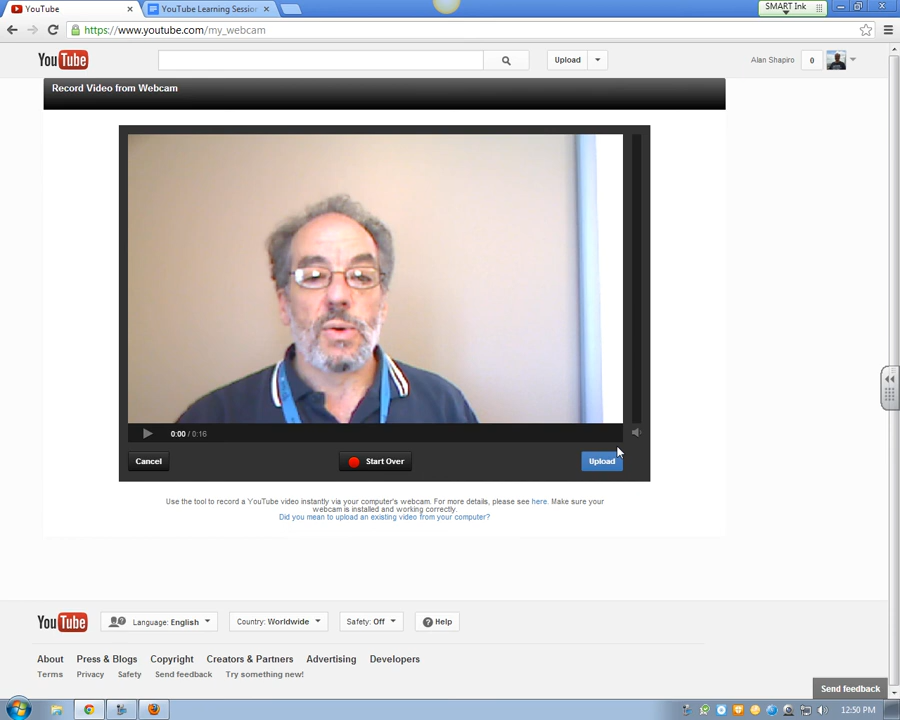 YouTube
YouTube Learning Sessio
SMART Ink
https://www.youtube.com/my_webcam
YouTube
Upload
Alan Shapiro
0
Record Video from Webcam
0:00 / 0:16
Cancel
Start Over
Upload
Use the tool to record a YouTube video instantly via your computer's webcam. For more details, please see here. Make sure your
webcam is installed and working correctly.
Did you mean to upload an existing video from your computer?
YouTube
Language: English
Country: Worldwide
Safety: Off
Help
About
Press & Blogs
Copyright
Creators & Partners
Advertising
Developers
Terms
Privacy
Safety
Send feedback
Try something new!
Send feedback
12:50 PM